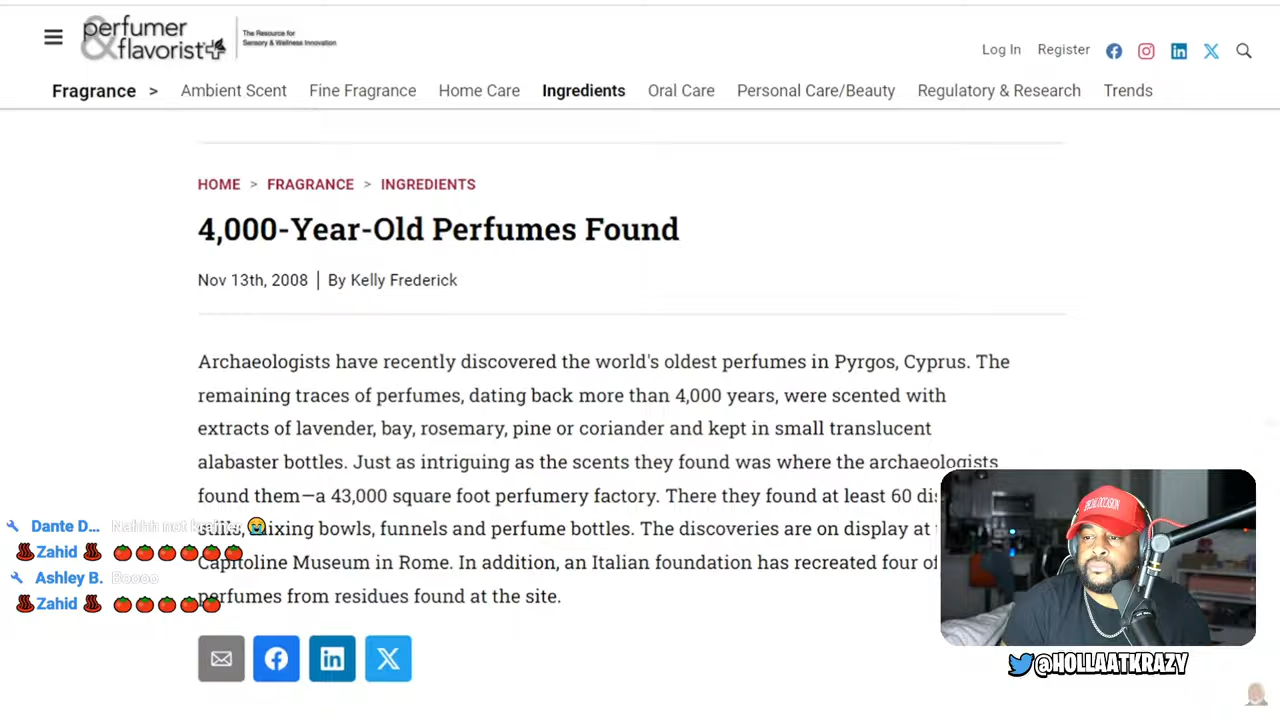 perfumer
&flavorist+
The Resource for
Sensory & Wellness Innovation
Log In
Register
Fragrance >
Ambient Scent
Fine Fragrance
Home Care
Ingredients
Oral Care
Personal Care/Beauty
Regulatory & Research
Trends
HOME > FRAGRANCE > INGREDIENTS
4,000-Year-Old Perfumes Found
Nov 13th, 2008 | By Kelly Frederick
Archaeologists have recently discovered the world's oldest perfumes in Pyrgos, Cyprus. The
remaining traces of perfumes, dating back more than 4,000 years, were scented with
extracts of lavender, bay, rosemary, pine or coriander and kept in small translucent
alabaster bottles. Just as intriguing as the scents they found was where the archaeologists
found them—a 43,000 square foot perfumery factory. There they found at least 60
mixing bowls, funnels and perfume bottles. The discoveries are on display at
Capitoline Museum in Rome. In addition, an Italian foundation has recreated four of
perfumes from residues found at the site.
Dante D... Nahhh not 😭
♨️Zahid♨️ 🍅🍅🍅🍅🍅🍅
Ashley B. Boooo
♨️Zahid♨️ 🍅🍅🍅🍅🍅
@HOLLAATKRAZY